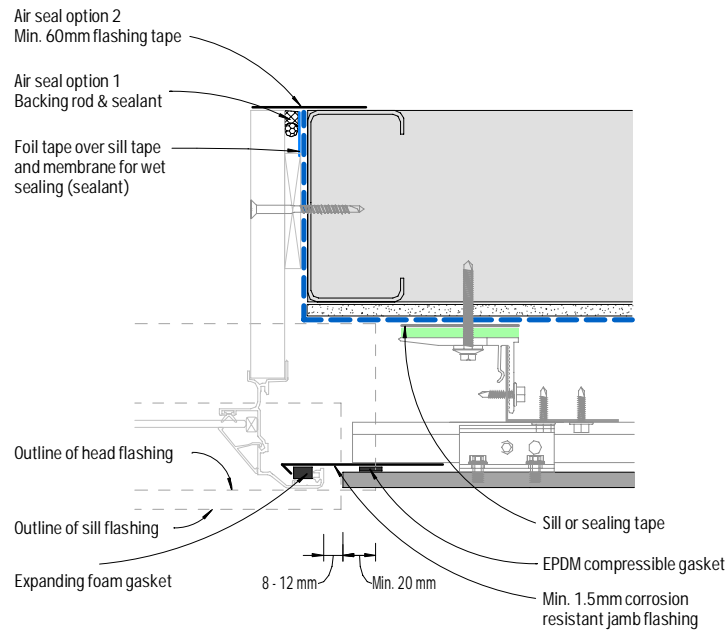 Air seal option 2
Min. 60mm flashing tape
Air seal option 1
Backing rod & sealant
Foil tape over sill tape
and membrane for wet
sealing (sealant)
Outline of head flashing
Outline of sill flashing
Expanding foam gasket
8 - 12 mm
Min. 20 mm
Sill or sealing tape
EPDM compressible gasket
Min. 1.5mm corrosion
resistant jamb flashing